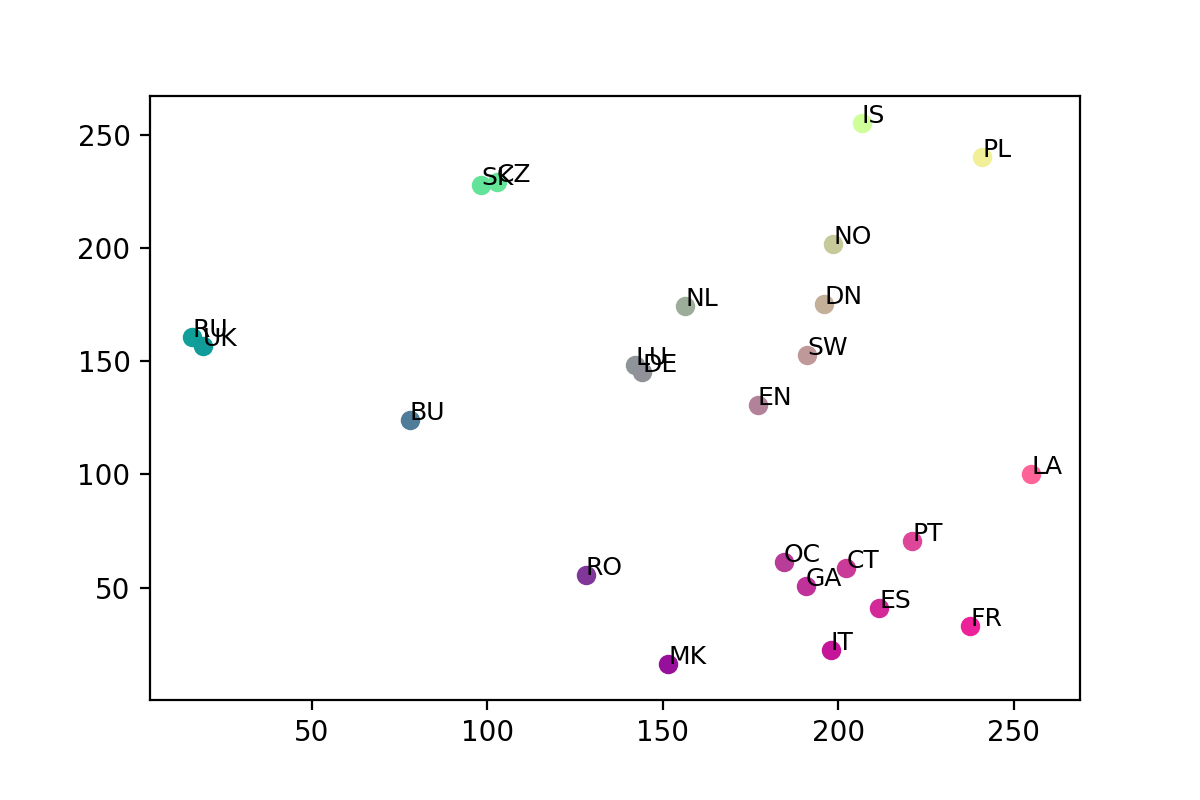 IS
250
PL
SK
CZ
NO
200
NL
DN
RU
UK
SW
150
LU
DE
EN
BU
LA
100
PT
OC
CT
RO
GA
50
ES
FR
IT
MK
50 100 150 200 250